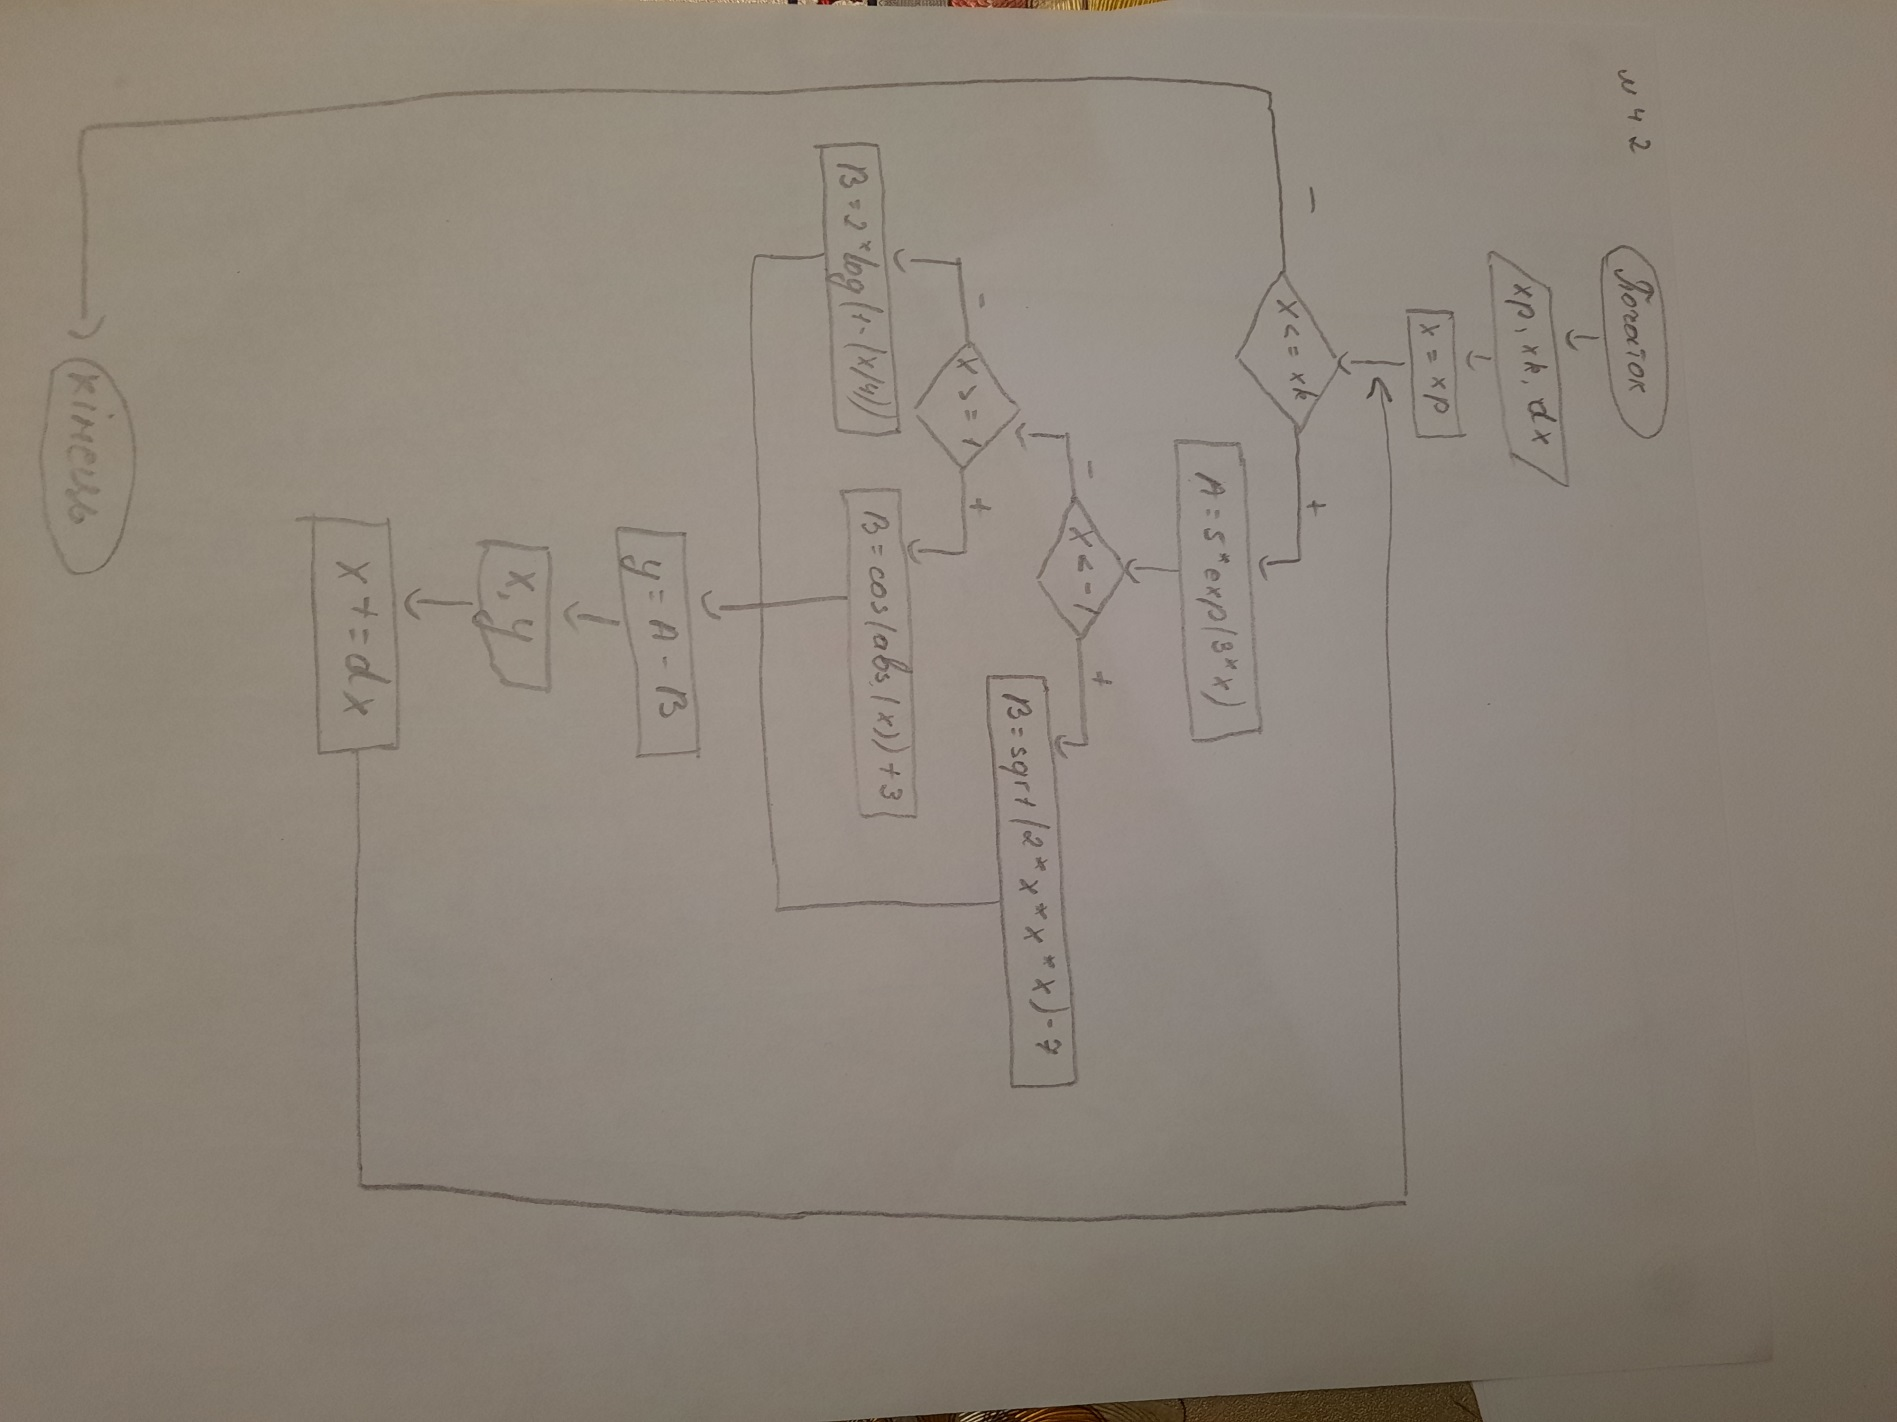 № 42
Початок
xp, xk, dx
x = xp
x <= xk
-
+
A = 5*exp(3*x)
x < -1
-
+
B = sqrt(2*x*x*x)-7
x >= 1
-
+
B = 2*log(1-(x/4))
B = cos(abs(x))+3
y = A - B
x, y
x += dx
Кінець